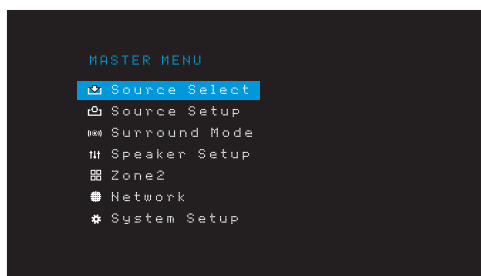 MASTER MENU
Source Select
Source Setup
Surround Mode
Speaker Setup
Zone2
Network
System Setup